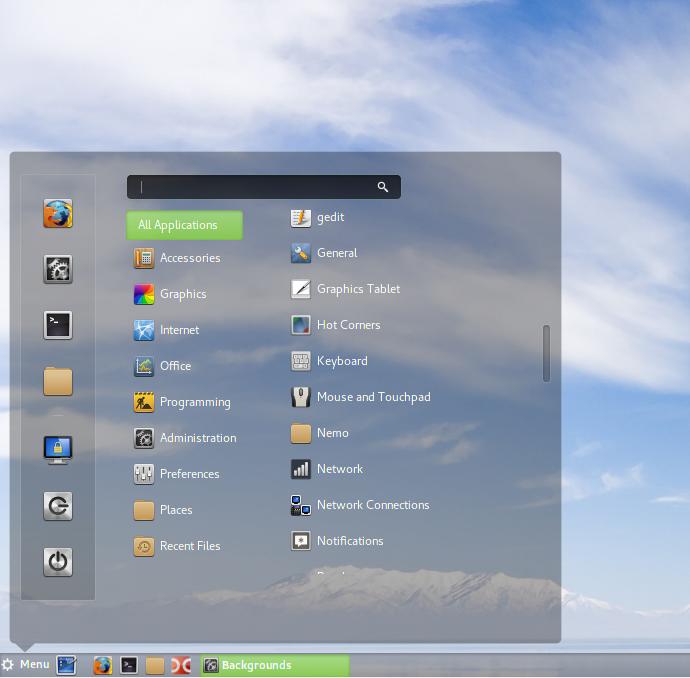 All Applications
Accessories
Graphics
Internet
Office
Programming
Administration
Preferences
Places
Recent Files
gedit
General
Graphics Tablet
Hot Corners
Keyboard
Mouse and Touchpad
Nemo
Network
Network Connections
Notifications
Menu
Backgrounds